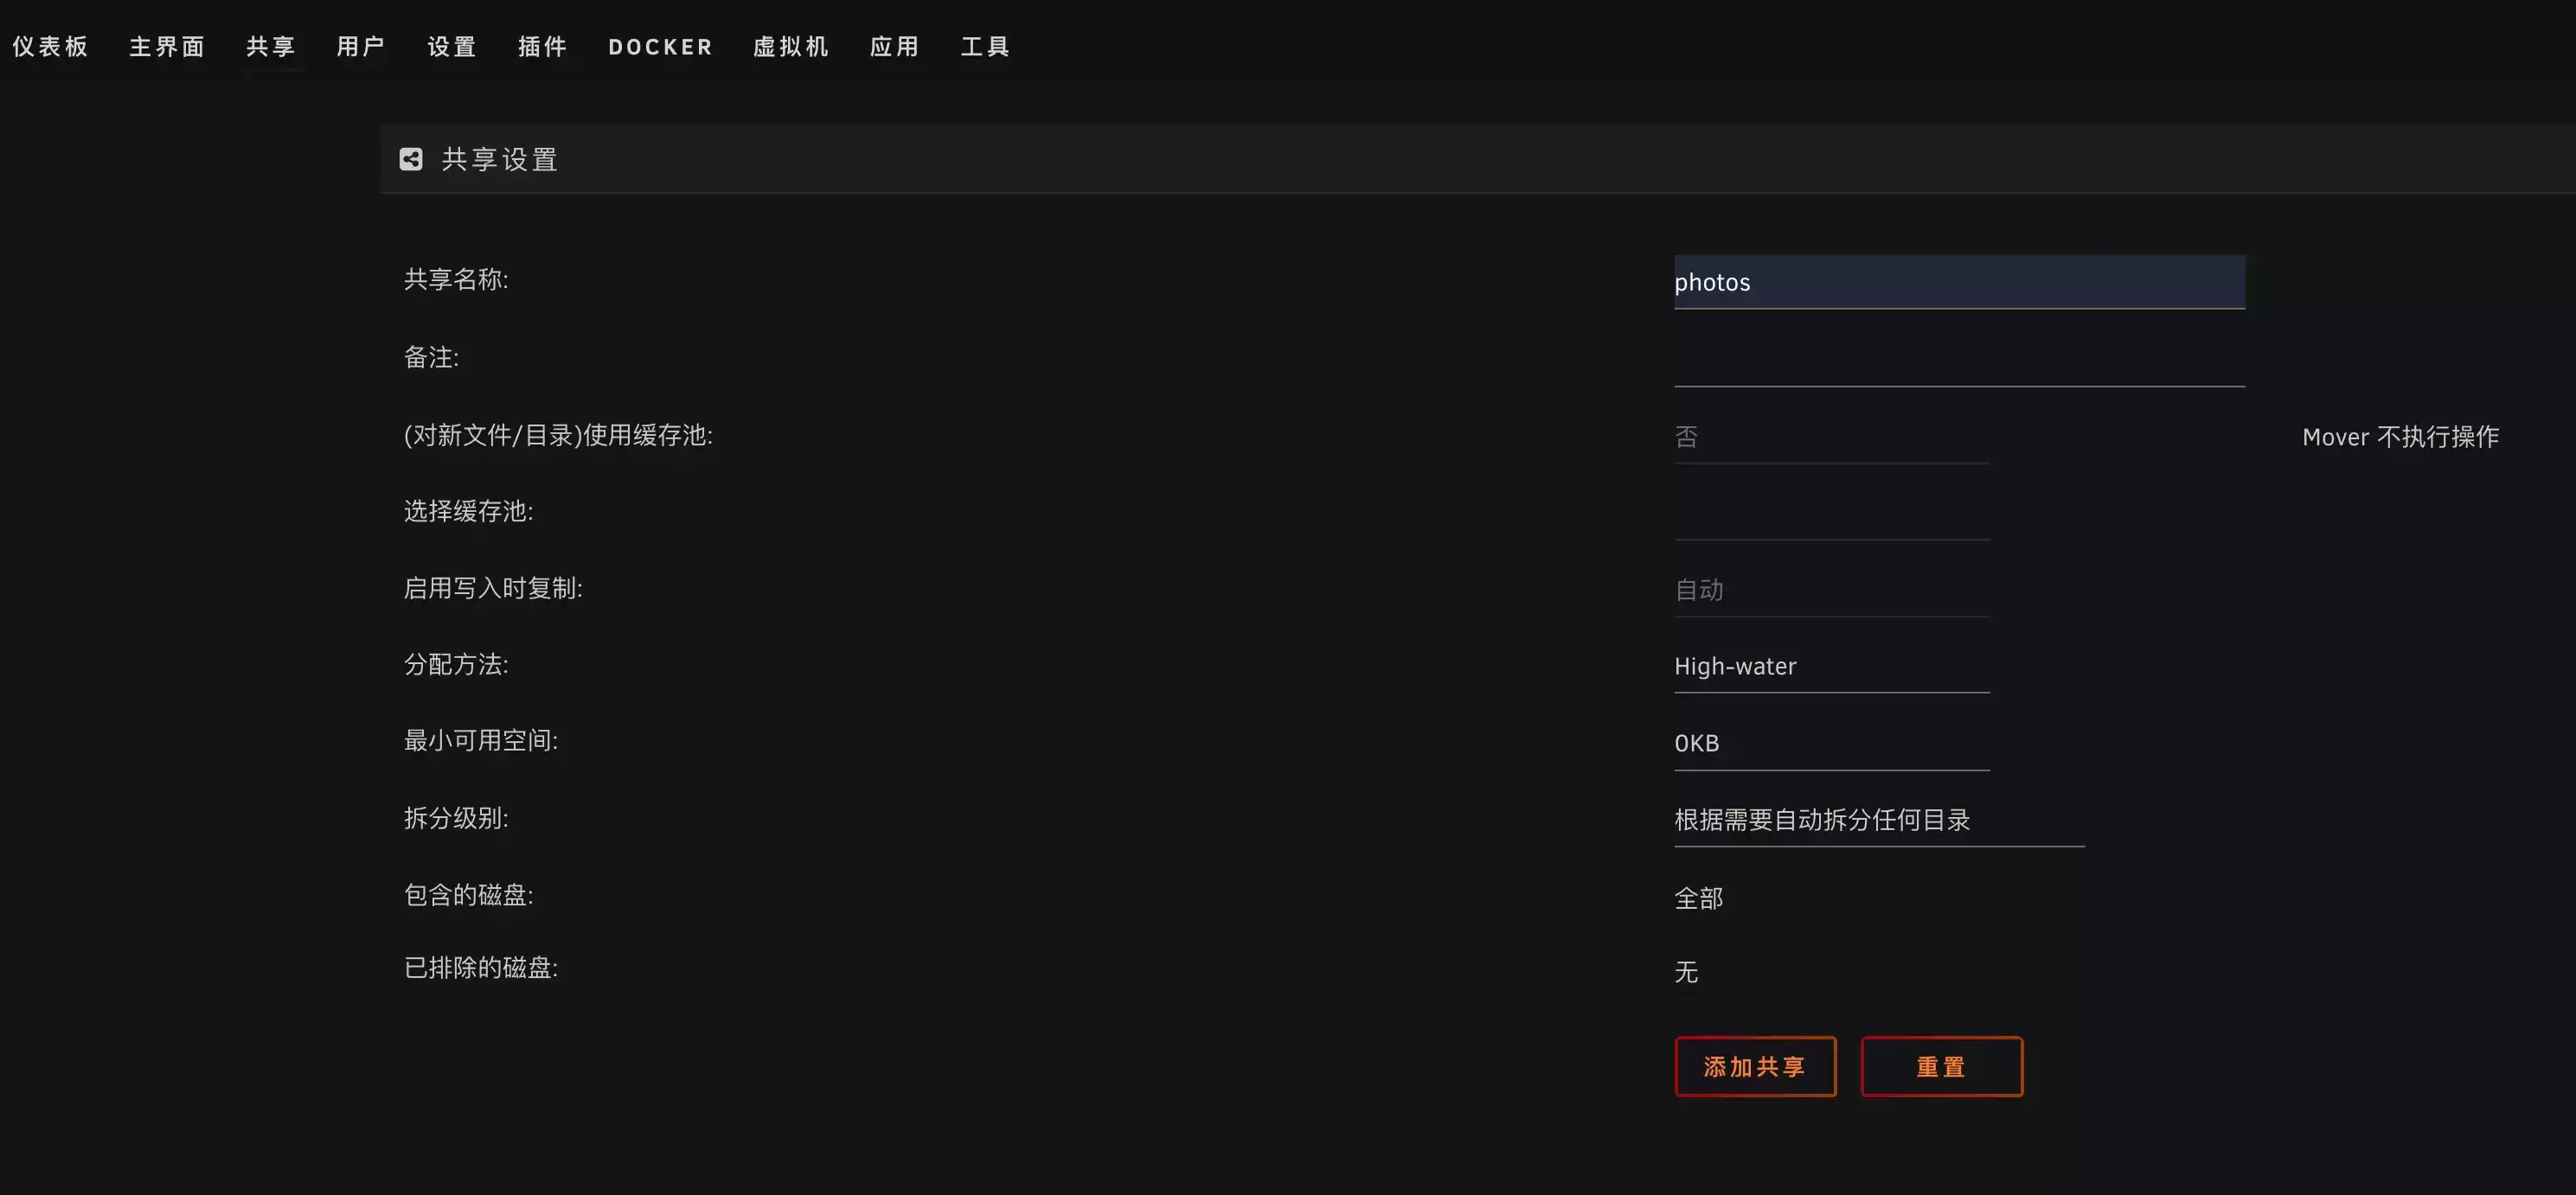 仪表板 主界面 共享 用户 设置 插件 DOCKER 虚拟机 应用 工具
共享设置
共享名称: photos
备注:
(对新文件/目录)使用缓存池: 否 Mover 不执行操作
选择缓存池:
启用写入时复制: 自动
分配方法: High-water
最小可用空间: 0KB
拆分级别: 根据需要自动拆分任何目录
包含的磁盘: 全部
已排除的磁盘: 无
添加共享 重置